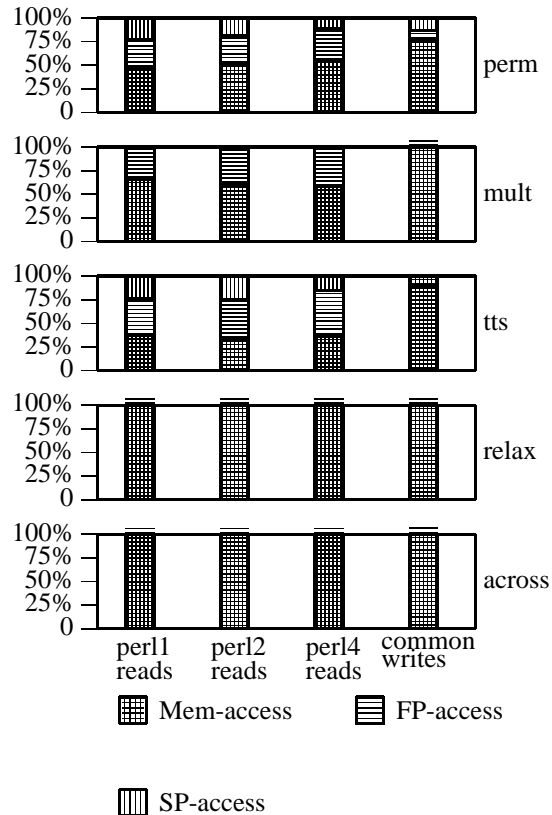 100%
75%
50%
25%
0
perm
100%
75%
50%
25%
0
mult
100%
75%
50%
25%
0
tts
100%
75%
50%
25%
0
relax
100%
75%
50%
25%
0
across
perl1 perl2 perl4 common
reads reads reads writes
Mem-access FP-access
SP-access